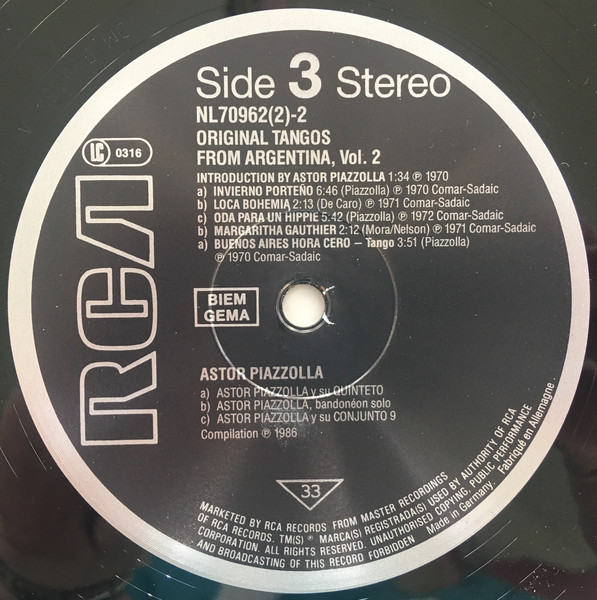 Side 3 Stereo
NL70962(2)-2
ORIGINAL TANGOS
FROM ARGENTINA, Vol. 2
LC 0316
INTRODUCTION BY ASTOR PIAZZOLLA 1:34 ℗ 1970
a) INVIERNO PORTEÑO 6:46 (Piazzolla) ℗ 1970 Comar-Sadaic
b) LOCA BOHEMIA 2:13 (De Caro) ℗ 1971 Comar-Sadaic
c) ODA PARA UN HIPPIE 5:42 (Piazzolla) ℗ 1972 Comar-Sadaic
b) MARGARITHA GAUTHIER 2:12 (Mora/Nelson) ℗ 1971 Comar-Sadaic
a) BUENOS AIRES HORA CERO – Tango 3:51 (Piazzolla)
℗ 1970 Comar-Sadaic
RCA
BIEM
GEMA
ASTOR PIAZZOLLA
a) ASTOR PIAZZOLLA y su QUINTETO
b) ASTOR PIAZZOLLA, bandonéon solo
c) ASTOR PIAZZOLLA y su CONJUNTO 9
Compilation ℗ 1986
33
MARKETED BY RCA RECORDS FROM MASTER RECORDINGS
OF RCA RECORDS. TM(S) ® MARCA(S) REGISTRADA(S) USED BY AUTHORITY OF RCA
CORPORATION. ALL RIGHTS RESERVED. UNAUTHORISED COPYING, PUBLIC PERFORMANCE
AND BROADCASTING OF THIS RECORD FORBIDDEN Made in Germany. Fabriqué en Allemagne.